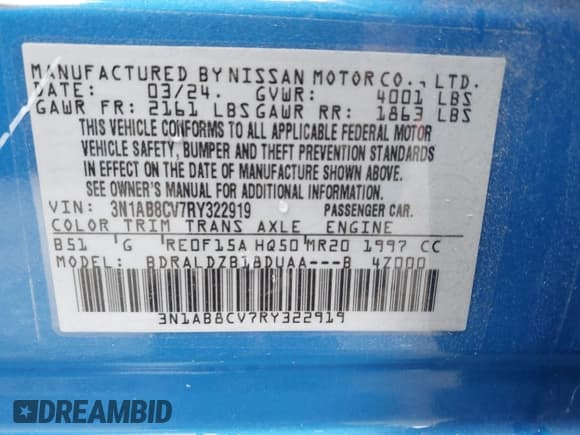 MANUFACTURED BY NISSAN MOTOR CO., LTD.
DATE: 03/24. GVWR: 4001 LBS
GAWR FR: 2161 LBS GAWR RR: 1863 LBS
THIS VEHICLE CONFORMS TO ALL APPLICABLE FEDERAL MOTOR
VEHICLE SAFETY, BUMPER AND THEFT PREVENTION STANDARDS
IN EFFECT ON THE DATE OF MANUFACTURE SHOWN ABOVE.
SEE OWNER'S MANUAL FOR ADDITIONAL INFORMATION.
VIN: 3N1AB8CV7RY322919 PASSENGER CAR.
COLOR TRIM TRANS AXLE ENGINE
B51 G RE0F15A HQ50 MR20 1997 CC
MODEL: BDRALDZB18DUAA---B 4Z000
3N1AB8CV7RY322919
DREAMBID